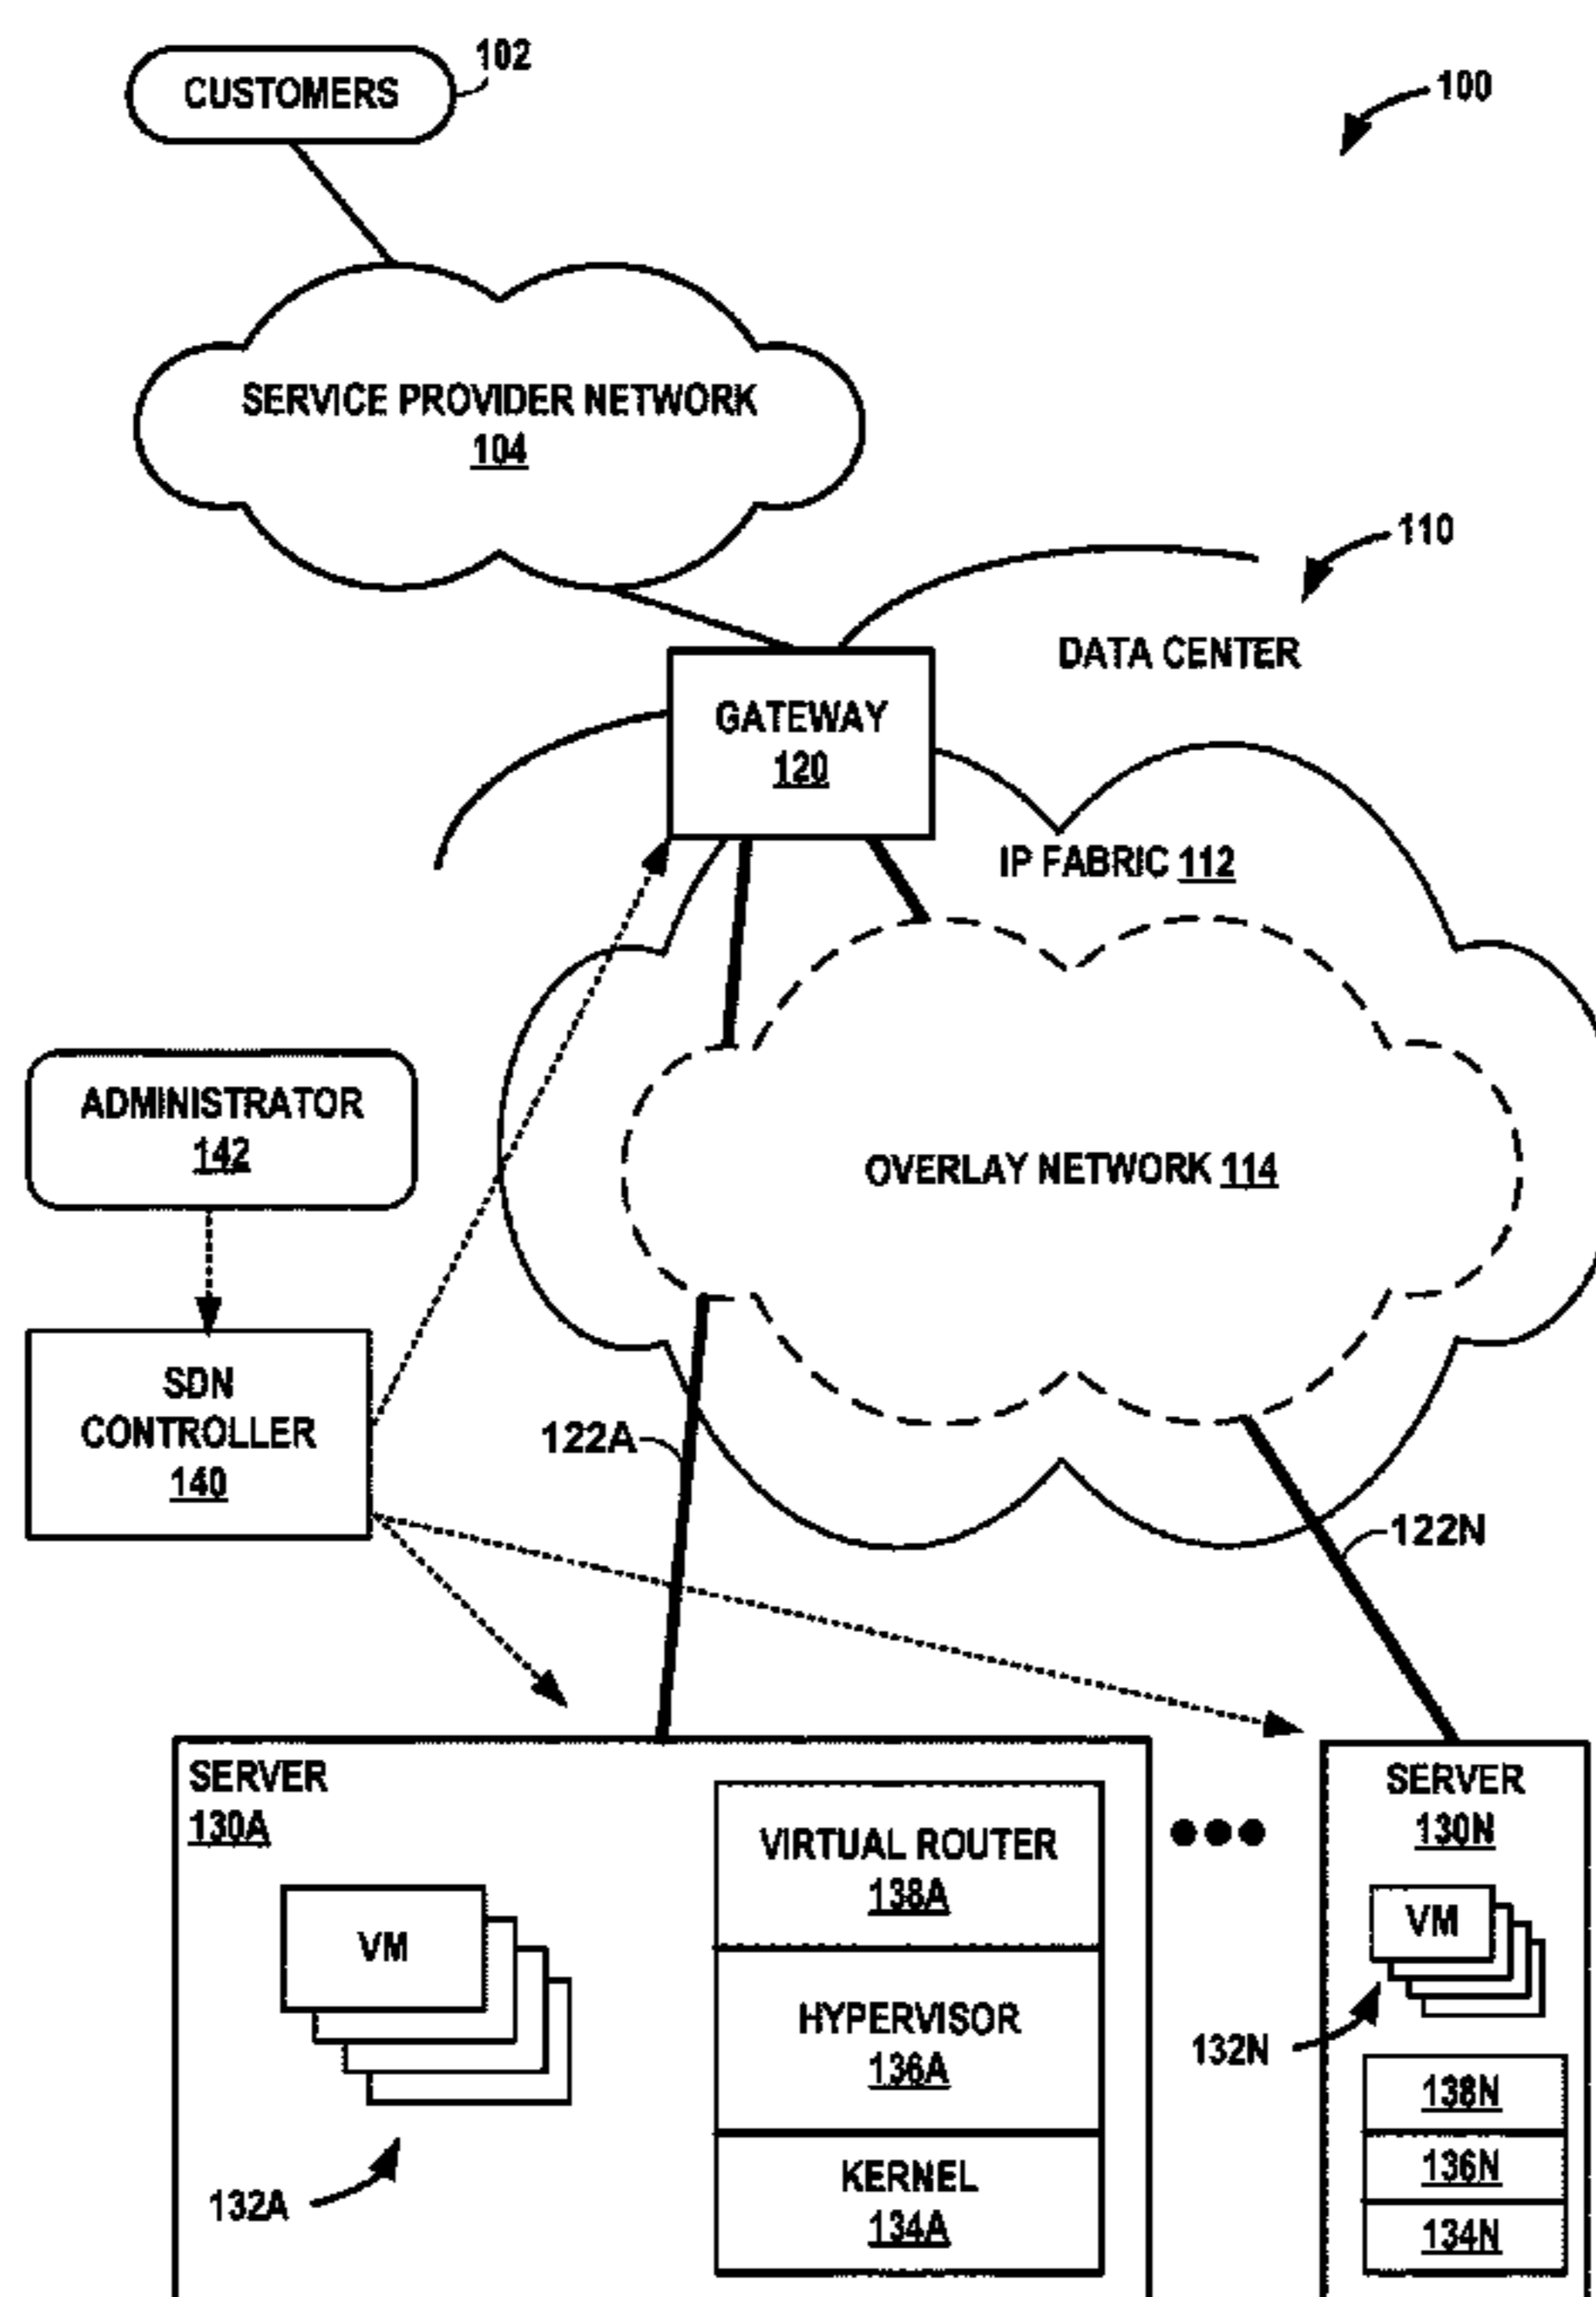 CUSTOMERS
102
100
SERVICE PROVIDER NETWORK
104
110
DATA CENTER
GATEWAY
120
IP FABRIC 112
ADMINISTRATOR
142
OVERLAY NETWORK 114
SDN
CONTROLLER
140
122A
122N
SERVER
130A
VIRTUAL ROUTER
138A
SERVER
130N
VM
VM
HYPERVISOR
136A
132N
138N
KERNEL
134A
136N
132A
134N